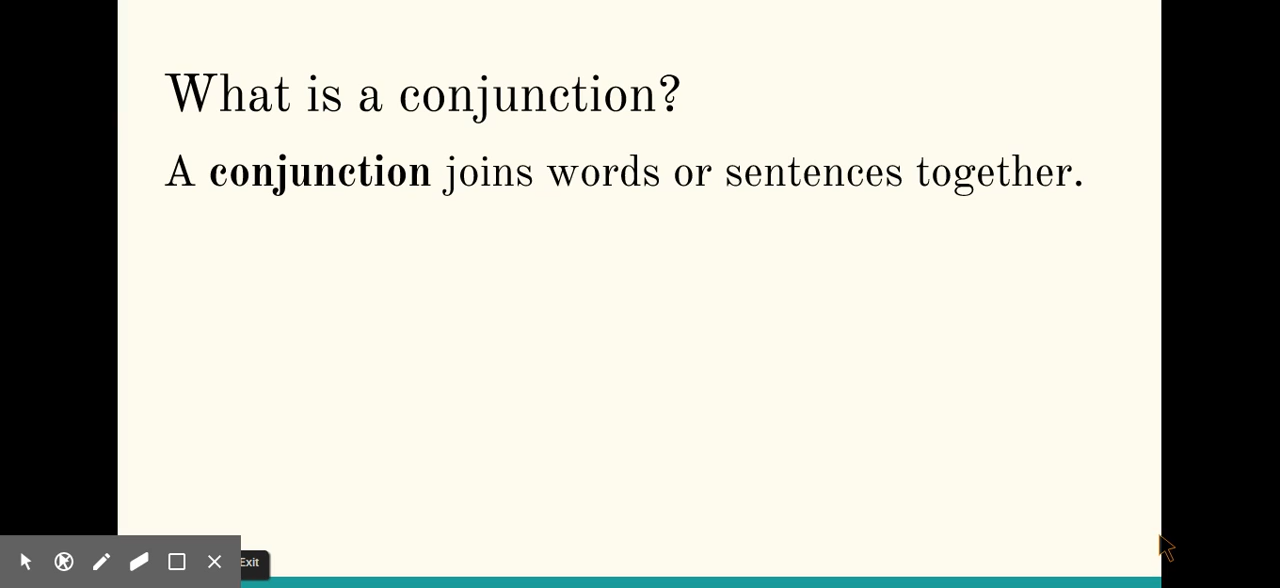 What is a conjunction?
A conjunction joins words or sentences together.
Exit